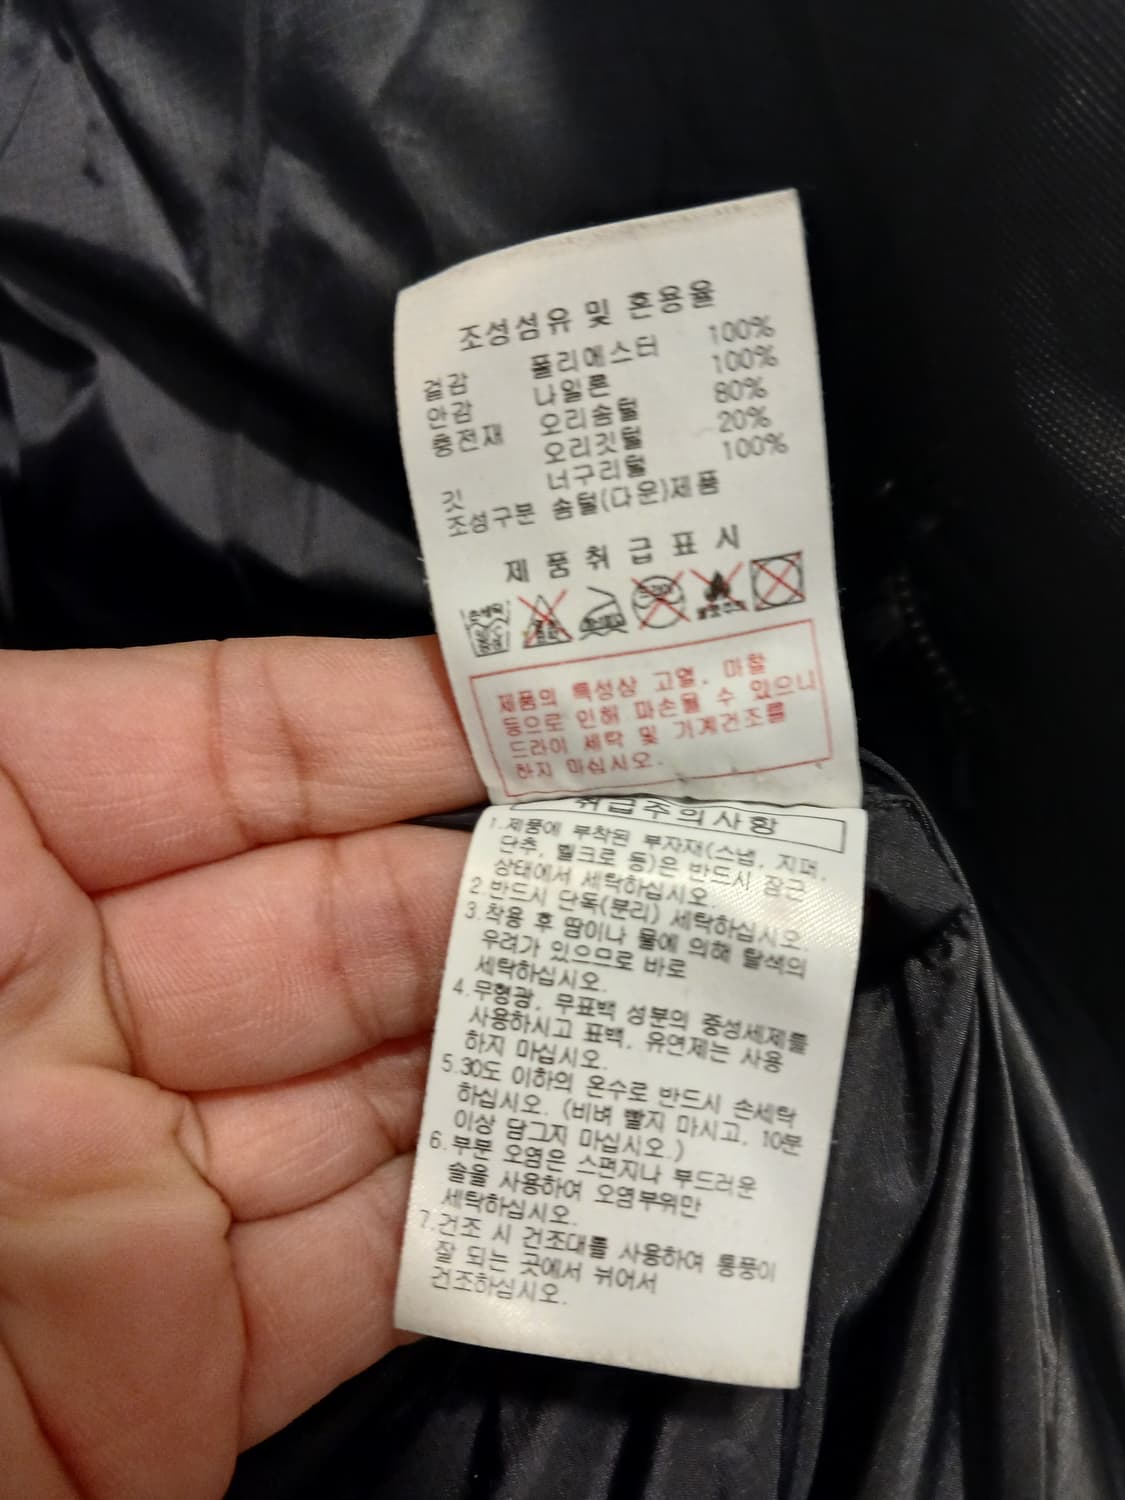 조성섬유 및 혼용율
겉감 폴리에스터 100%
안감 나일론 100%
충전재 오리솜털 80%
오리깃털 20%
깃 너구리털 100%
조성구분 솜털(다운)제품
제품취급표시
손세탁
중성
드라이
제품의 특성상 고열, 마찰
등으로 인해 파손될 수 있으니
드라이 세탁 및 기계건조를
하지 마십시오.
취급주의사항
1.제품에 부착된 부자재(스냅, 지퍼,
단추, 벨크로 등)은 반드시 잠근
상태에서 세탁하십시오.
2.반드시 단독(분리) 세탁하십시오.
3.착용 후 땀이나 물에 의해 탈색의
우려가 있으므로 바로
세탁하십시오.
4.무형광, 무표백 성분의 중성세제를
사용하시고 표백, 유연제는 사용
하지 마십시오.
5.30도 이하의 온수로 반드시 손세탁
하십시오. (비벼 빨지 마시고, 10분
이상 담그지 마십시오.)
6.부분 오염은 스펀지나 부드러운
솔을 사용하여 오염부위만
세탁하십시오.
7.건조 시 건조대를 사용하여 통풍이
잘 되는 곳에서 뉘어서
건조하십시오.